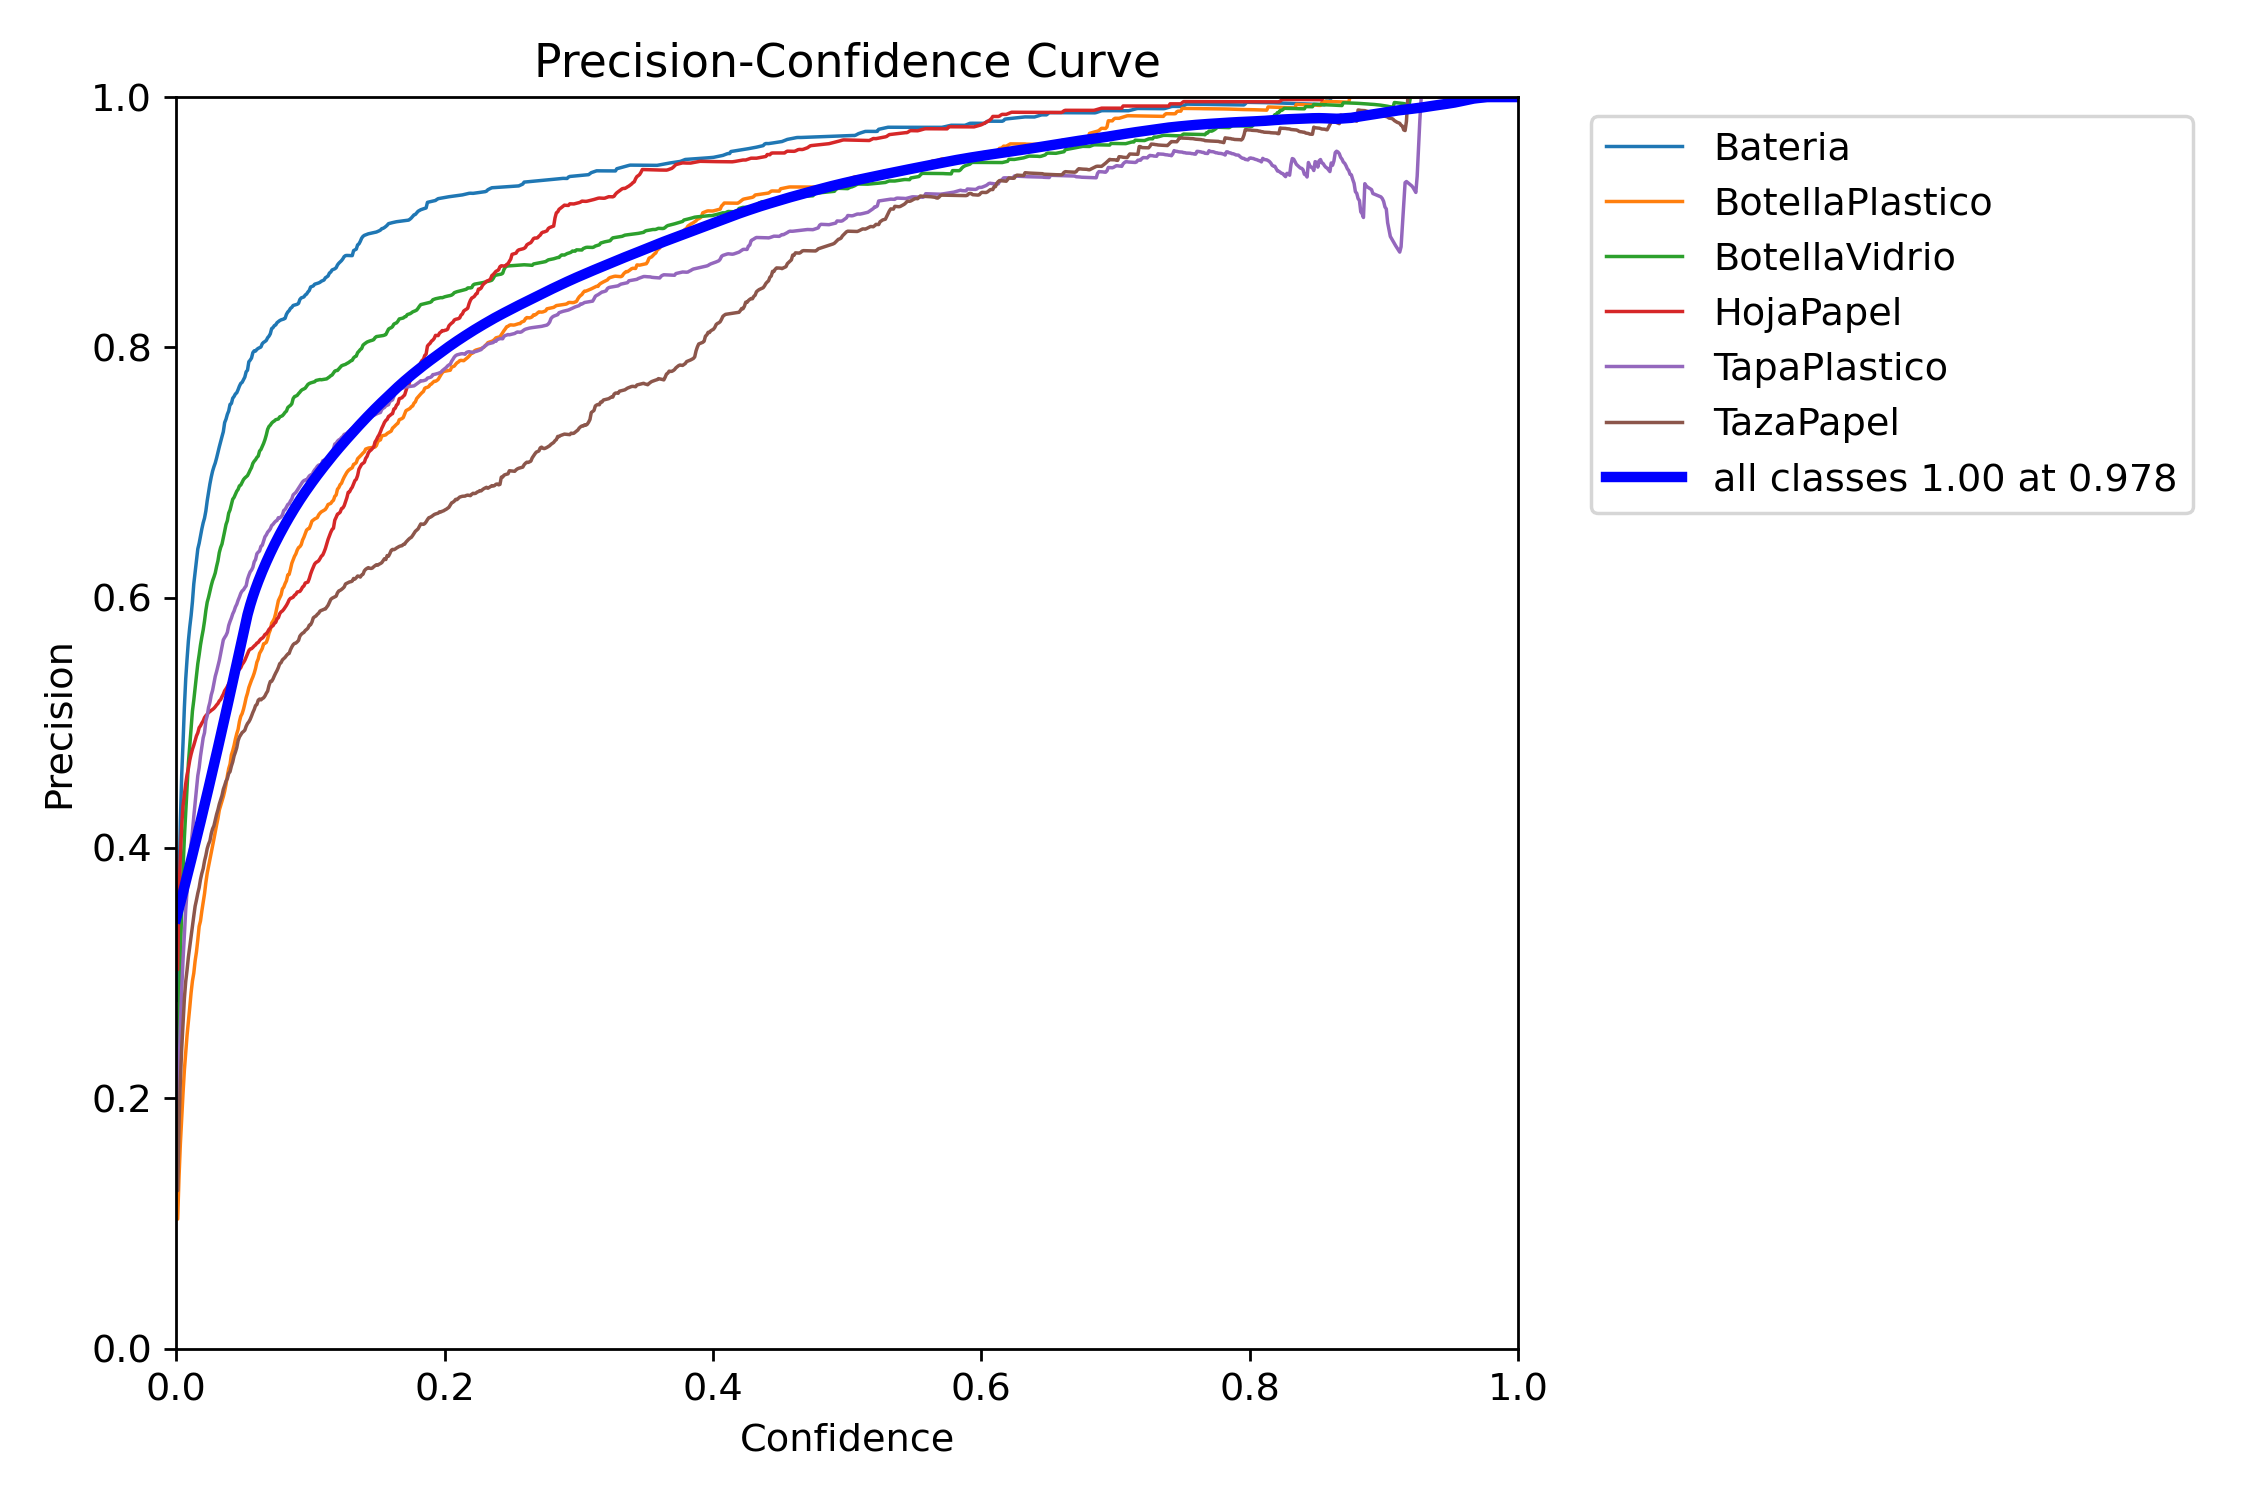 Precision-Confidence Curve
1.0
0.8
0.6
0.4
0.2
0.0
Precision
0.0 0.2 0.4 0.6 0.8 1.0
Confidence
Bateria
BotellaPlastico
BotellaVidrio
HojaPapel
TapaPlastico
TazaPapel
all classes 1.00 at 0.978